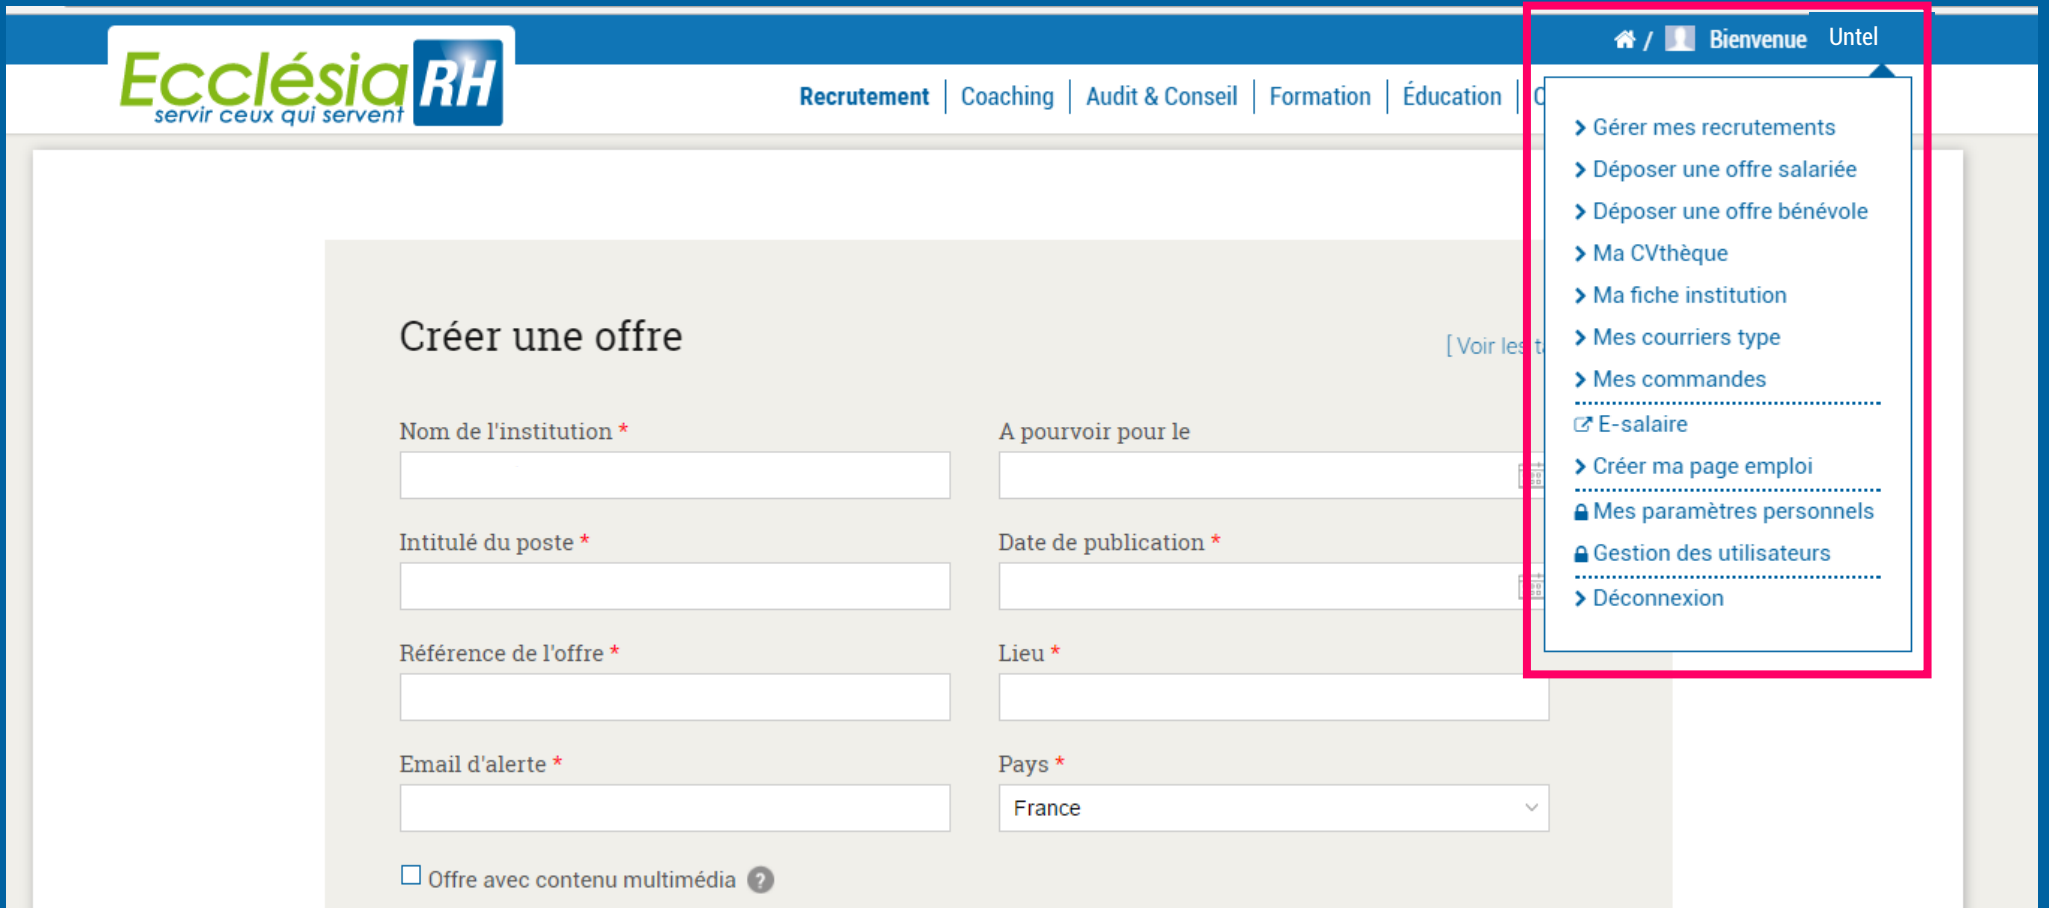 / Bienvenue Untel
Ecclésia RH
servir ceux qui servent
Recrutement | Coaching | Audit & Conseil | Formation | Éducation |
Gérer mes recrutements
Déposer une offre salariée
Déposer une offre bénévole
Ma CVthèque
Ma fiche institution
Mes courriers type
Mes commandes
E-salaire
Créer ma page emploi
Mes paramètres personnels
Gestion des utilisateurs
Déconnexion
Créer une offre
[ Voir les
Nom de l'institution *
A pourvoir pour le
Intitulé du poste *
Date de publication *
Référence de l'offre *
Lieu *
Email d'alerte *
Pays *
France
Offre avec contenu multimédia ?